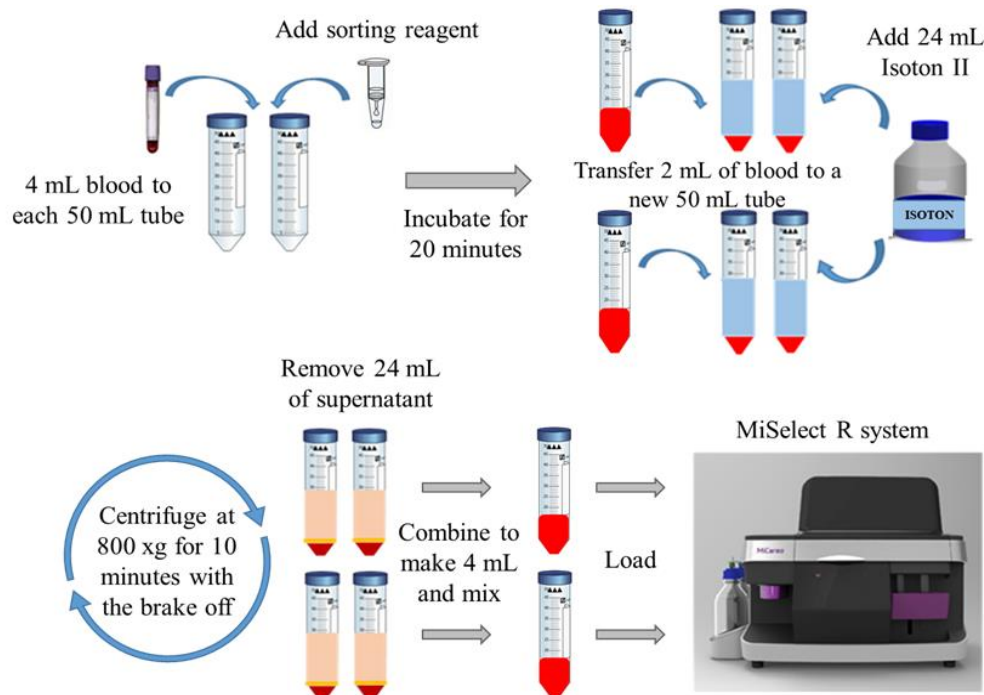 Add sorting reagent
4 mL blood to
each 50 mL tube
Incubate for
20 minutes
Transfer 2 mL of blood to a
new 50 mL tube
Add 24 mL
Isoton II
ISOTON
Remove 24 mL
of supernatant
Centrifuge at
800 xg for 10
minutes with
the brake off
Combine to
make 4 mL
and mix
Load
MiSelect R system
MiCareo